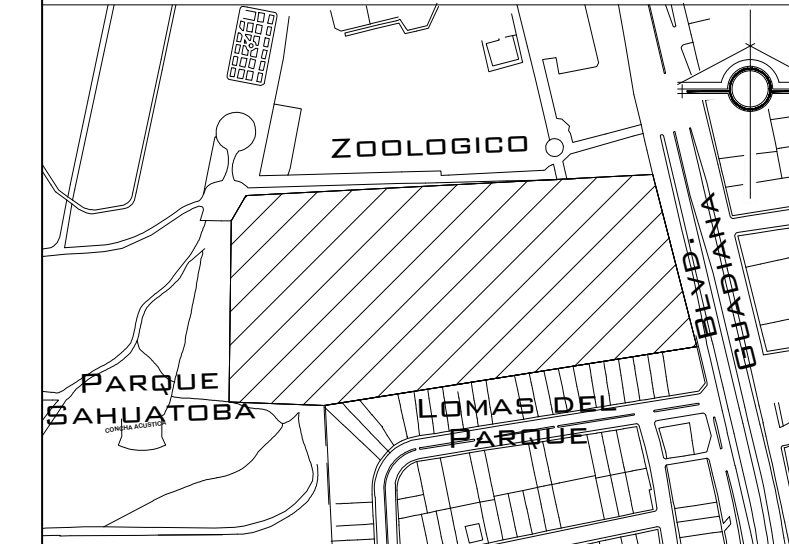 ZOOLOGICO
BLVD.
GUADIANA
PARQUE
SAHUATOBA
CONCHA ACUSTICA
LOMAS DEL
PARQUE